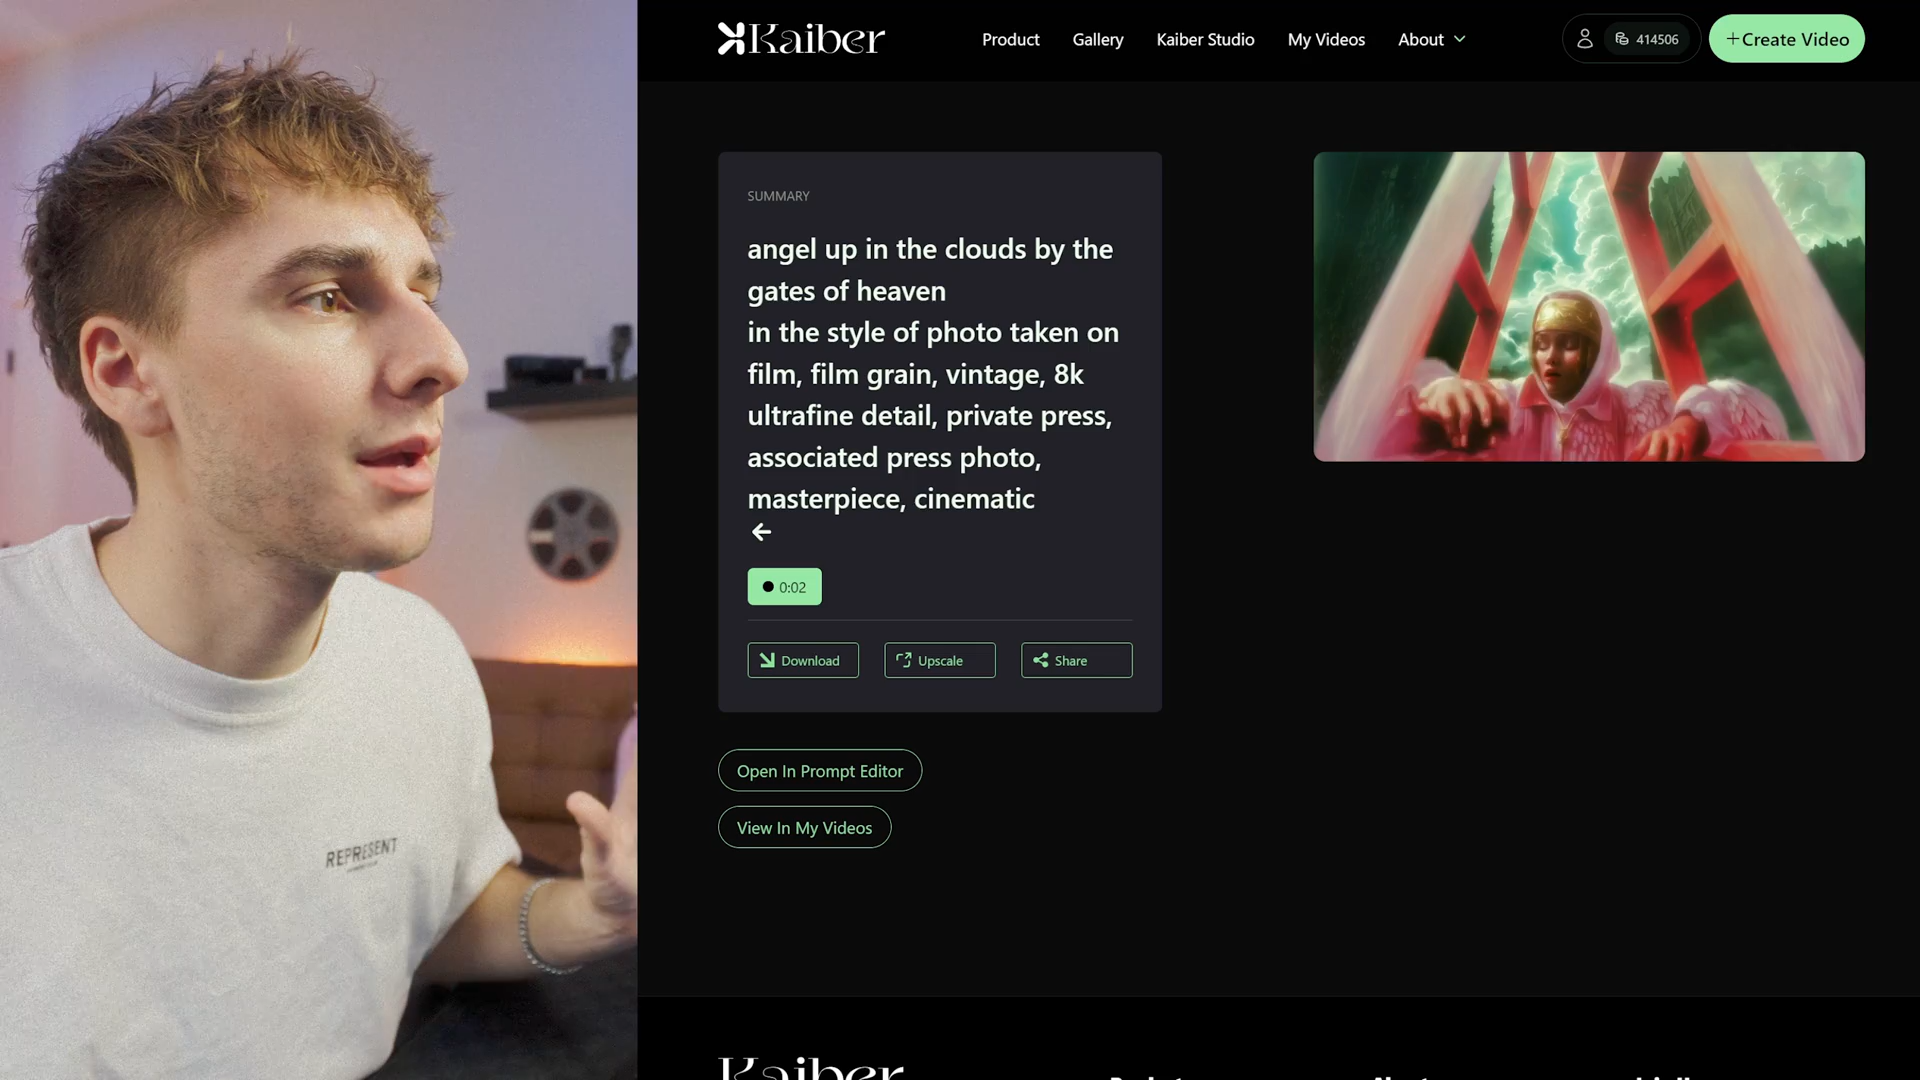 Kaiber
Product
Gallery
Kaiber Studio
My Videos
About
414506
+Create Video
SUMMARY
angel up in the clouds by the
gates of heaven
in the style of photo taken on
film, film grain, vintage, 8k
ultrafine detail, private press,
associated press photo,
masterpiece, cinematic
0:02
Download
Upscale
Share
Open In Prompt Editor
View In My Videos
REPRESENT
Kaiber